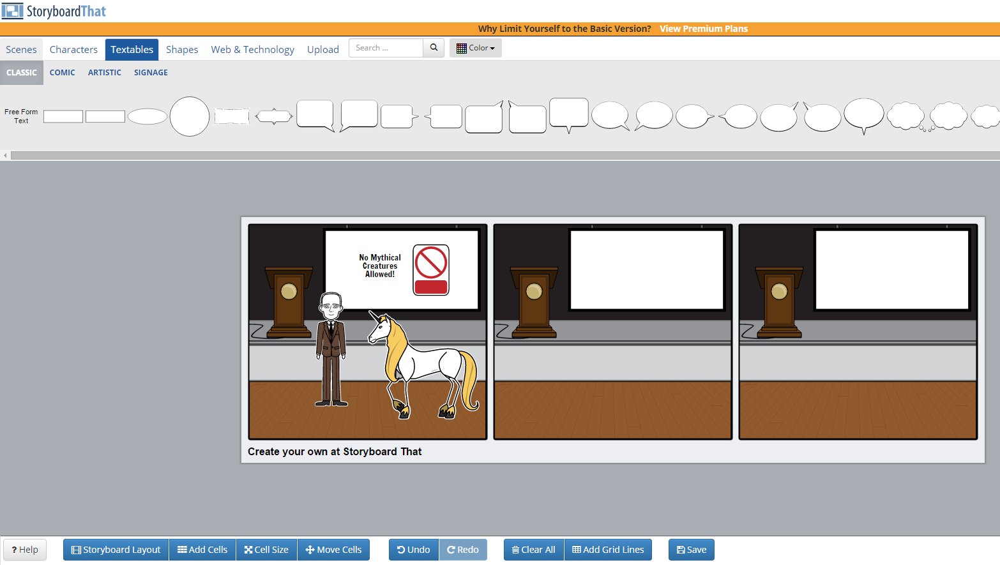 StoryboardThat
Why Limit Yourself to the Basic Version? View Premium Plans
Scenes Characters Textables Shapes Web & Technology Upload Search ... Color
CLASSIC COMIC ARTISTIC SIGNAGE
Free Form
Text
No Mythical
Creatures
Allowed!
Create your own at Storyboard That
? Help Storyboard Layout Add Cells Cell Size Move Cells Undo Redo Clear All Add Grid Lines Save